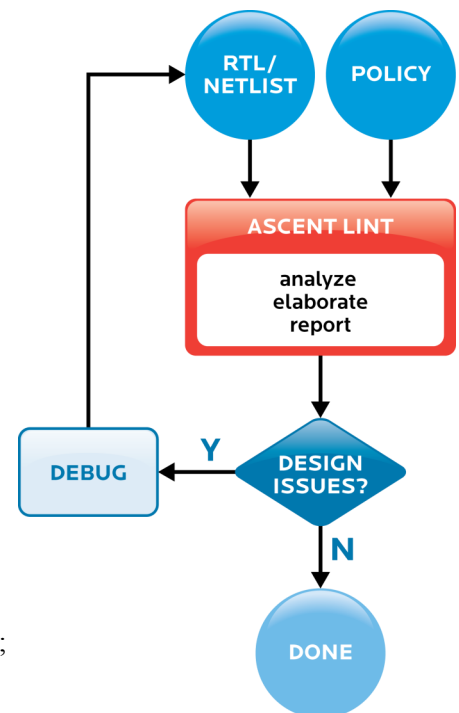 RTL/
NETLIST
POLICY
ASCENT LINT
analyze
elaborate
report
Y
DEBUG
DESIGN
ISSUES?
N
;
DONE